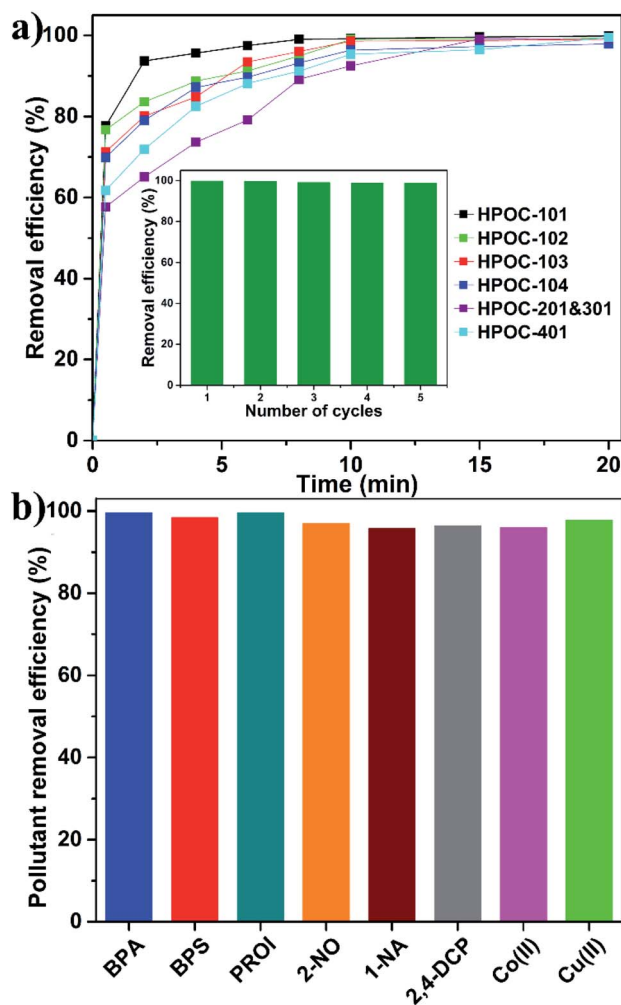 a)
100
80
60
40
20
0
Removal efficiency (%)
0 5 10 15 20
Time (min)
100
80
60
40
20
0
Removal efficiency (%)
1 2 3 4 5
Number of cycles
HPOC-101
HPOC-102
HPOC-103
HPOC-104
HPOC-201&301
HPOC-401
b)
100
80
60
40
20
0
Pollutant removal efficiency (%)
BPA
BPS
PROI
2-NO
1-NA
2,4-DCP
Co(II)
Cu(II)